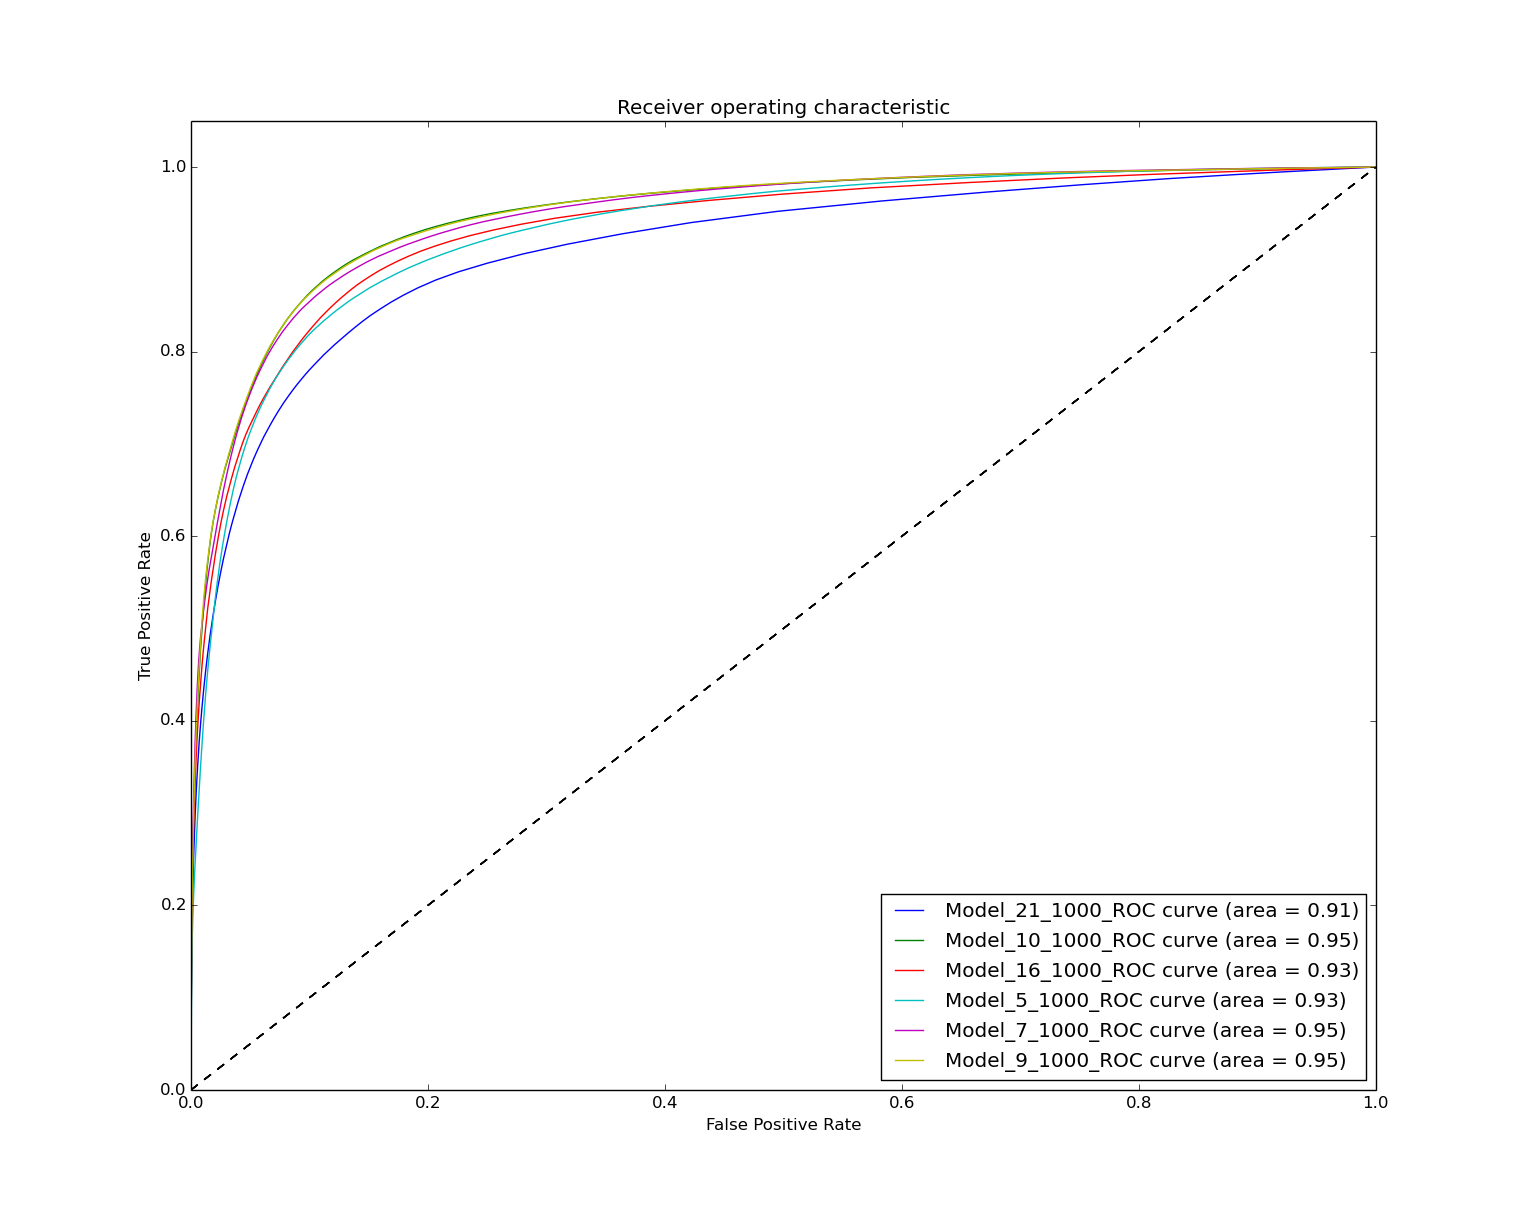 Receiver operating characteristic
1.0
0.8
0.6
0.4
0.2
0.0
True Positive Rate
0.0 0.2 0.4 0.6 0.8 1.0
False Positive Rate
Model_21_1000_ROC curve (area = 0.91)
Model_10_1000_ROC curve (area = 0.95)
Model_16_1000_ROC curve (area = 0.93)
Model_5_1000_ROC curve (area = 0.93)
Model_7_1000_ROC curve (area = 0.95)
Model_9_1000_ROC curve (area = 0.95)